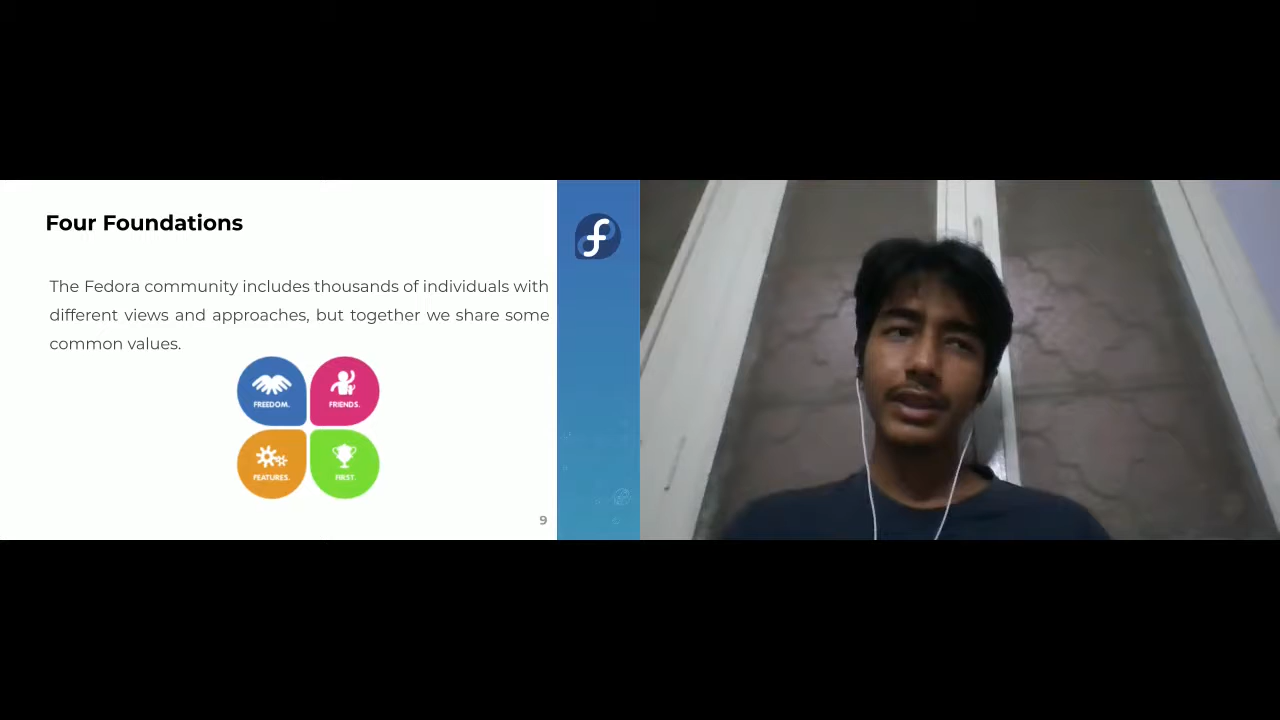 Four Foundations
The Fedora community includes thousands of individuals with
different views and approaches, but together we share some
common values.
FREEDOM.
FRIENDS.
FEATURES.
FIRST.
9